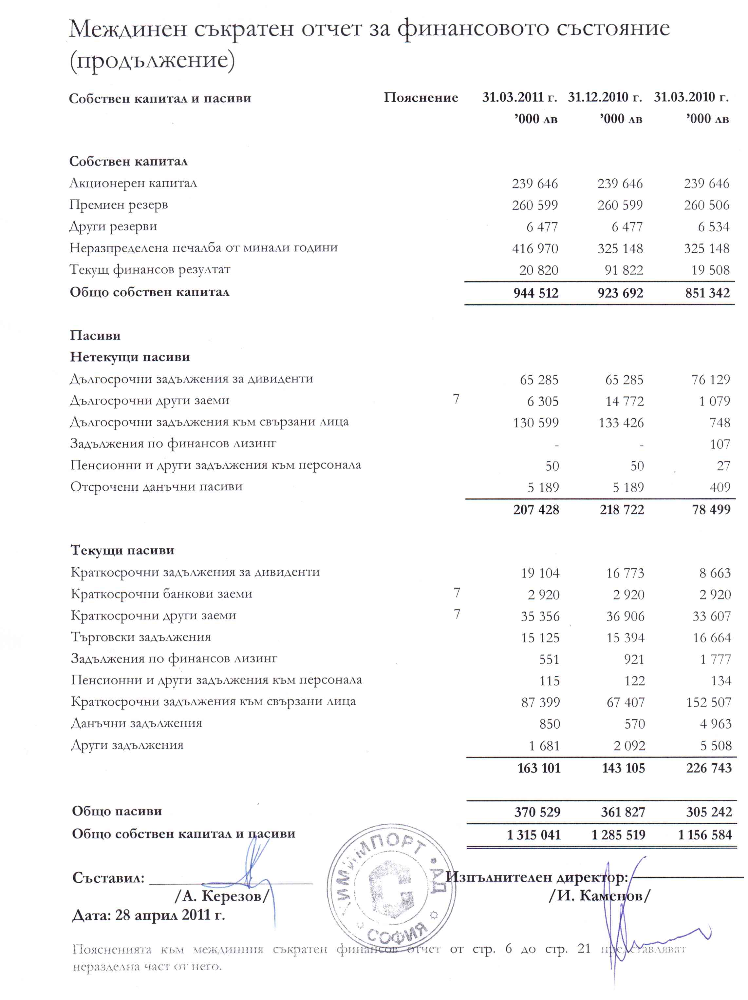 Междинен съкратен отчет за финансовото състояние
(продължение)
Собствен капитал и пасиви Пояснение 31.03.2011 г. 31.12.2010 г. 31.03.2010 г.
’000 лв ’000 лв ’000 лв
Собствен капитал
Акционерен капитал 239 646 239 646 239 646
Премиен резерв 260 599 260 599 260 506
Други резерви 6 477 6 477 6 534
Неразпределена печалба от минали години 416 970 325 148 325 148
Текущ финансов резултат 20 820 91 822 19 508
Общо собствен капитал 944 512 923 692 851 342
Пасиви
Нетекущи пасиви
Дългосрочни задължения за дивиденти 65 285 65 285 76 129
Дългосрочни други заеми 7 6 305 14 772 1 079
Дългосрочни задължения към свързани лица 130 599 133 426 748
Задължения по финансов лизинг - - 107
Пенсионни и други задължения към персонала 50 50 27
Отсрочени данъчни пасиви 5 189 5 189 409
207 428 218 722 78 499
Текущи пасиви
Краткосрочни задължения за дивиденти 19 104 16 773 8 663
Краткосрочни банкови заеми 7 2 920 2 920 2 920
Краткосрочни други заеми 7 35 356 36 906 33 607
Търговски задължения 15 125 15 394 16 664
Задължения по финансов лизинг 551 921 1 777
Пенсионни и други задължения към персонала 115 122 134
Краткосрочни задължения към свързани лица 87 399 67 407 152 507
Данъчни задължения 850 570 4 963
Други задължения 1 681 2 092 5 508
163 101 143 105 226 743
Общо пасиви 370 529 361 827 305 242
Общо собствен капитал и пасиви 1 315 041 1 285 519 1 156 584
Съставил: Изпълнителен директор:
/А. Керезов/ /И. Каменов/
Дата: 28 април 2011 г.
АД
СОФИЯ
Поясненията към междинния съкратен финансов отчет от стр. 6 до стр. 21 представляват
неразделна част от него.